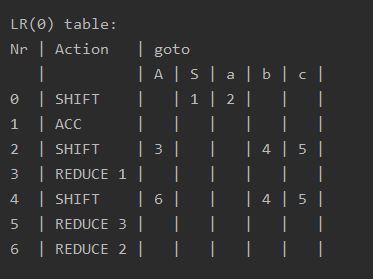 LR(0) table:
Nr | Action   | goto
   |          | A | S | a | b | c |
0  | SHIFT    |   | 1 | 2 |   |   |
1  | ACC      |   |   |   |   |   |
2  | SHIFT    | 3 |   |   | 4 | 5 |
3  | REDUCE 1 |   |   |   |   |   |
4  | SHIFT    | 6 |   |   | 4 | 5 |
5  | REDUCE 3 |   |   |   |   |   |
6  | REDUCE 2 |   |   |   |   |   |